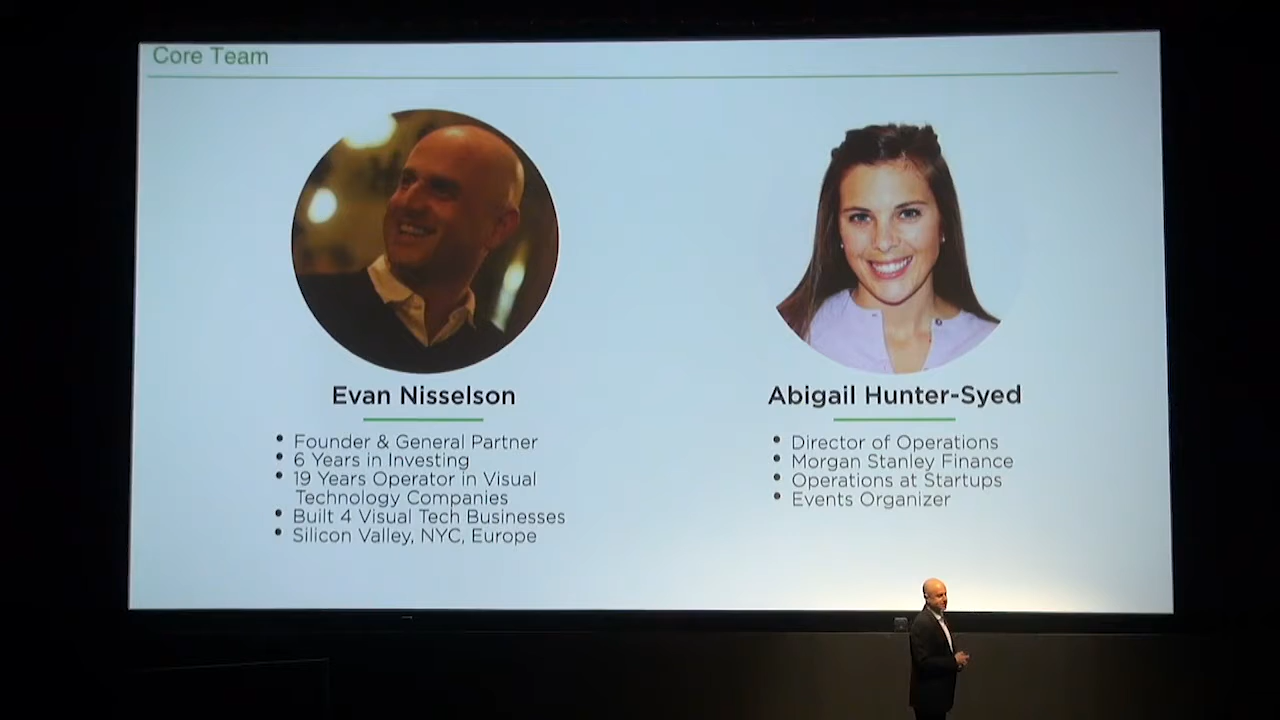 Core Team
Evan Nisselson
• Founder & General Partner
• 6 Years in Investing
• 19 Years Operator in Visual
Technology Companies
• Built 4 Visual Tech Businesses
• Silicon Valley, NYC, Europe
Abigail Hunter-Syed
• Director of Operations
• Morgan Stanley Finance
• Operations at Startups
• Events Organizer